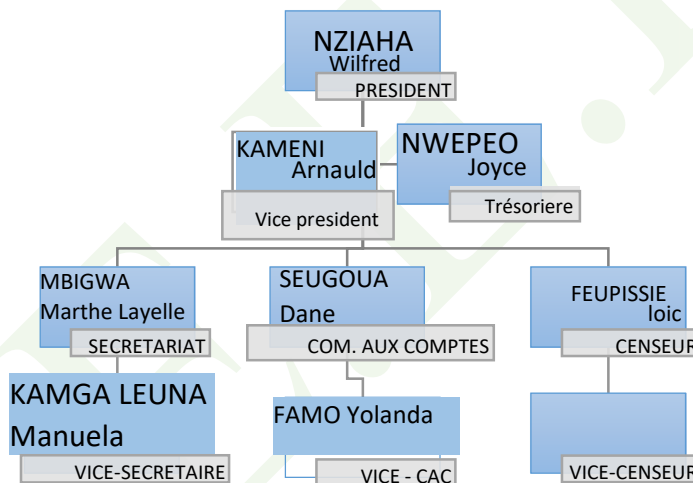 NZIAHA
Wilfred
PRESIDENT
KAMENI
Arnauld
Vice president
NWEPEO
Joyce
Trésoriere
MBIGWA
Marthe Layelle
SECRETARIAT
SEUGOUA
Dane
COM. AUX COMPTES
FEUPISSIE
loic
CENSEUR
KAMGA LEUNA
Manuela
VICE-SECRETAIRE
FAMO Yolanda
VICE - CAC
VICE-CENSEUR